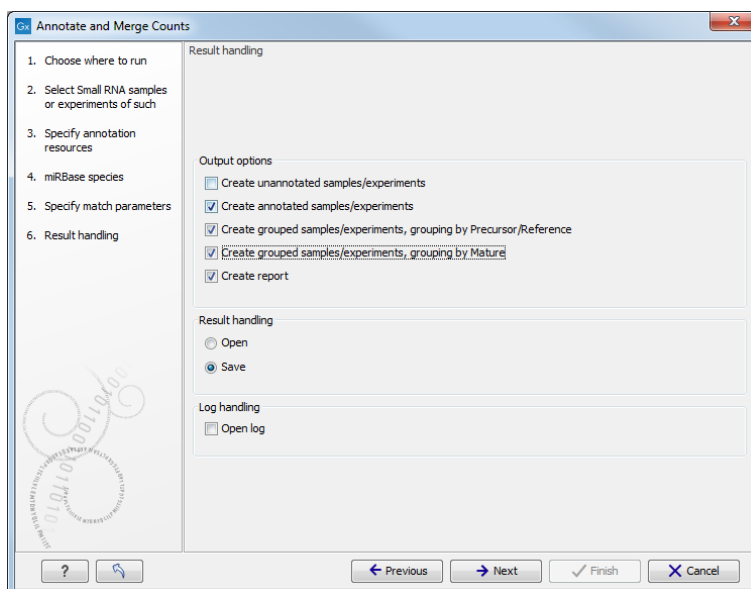 Gx Annotate and Merge Counts
1. Choose where to run
2. Select Small RNA samples
or experiments of such
3. Specify annotation
resources
4. miRBase species
5. Specify match parameters
6. Result handling
Result handling
Output options
Create unannotated samples/experiments
Create annotated samples/experiments
Create grouped samples/experiments, grouping by Precursor/Reference
Create grouped samples/experiments, grouping by Mature
Create report
Result handling
Open
Save
Log handling
Open log
?
Previous
Next
Finish
Cancel